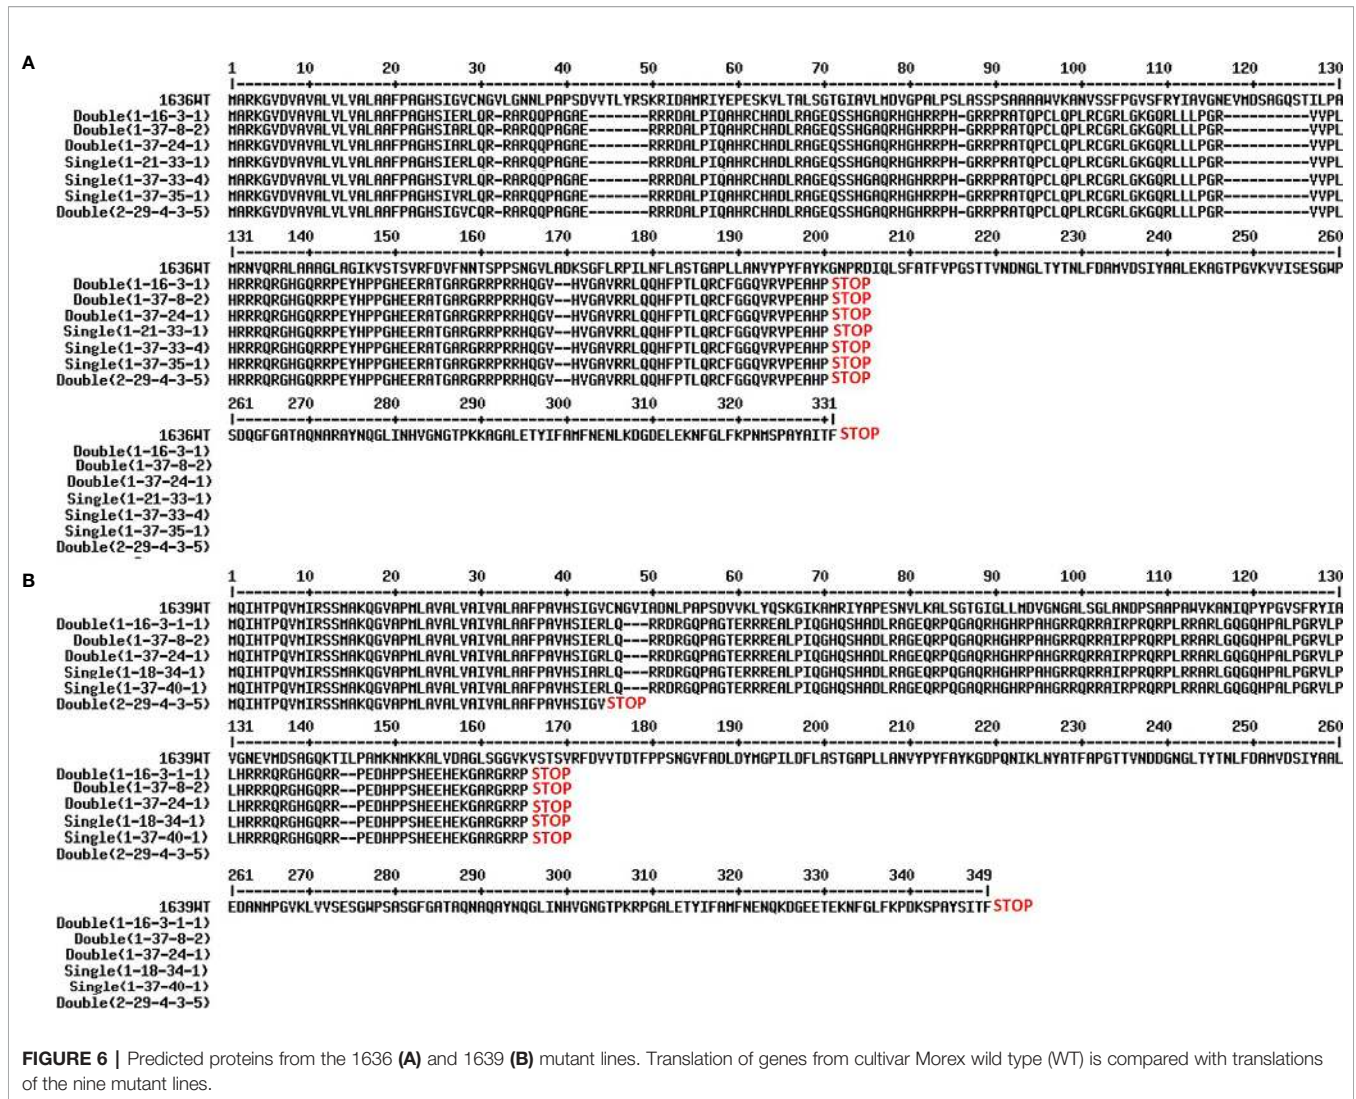 A
1 10 20 30 40 50 60 70 80 90 100 110 120 130
1636WT MARKGVDVAVALVLVALAAFPAGHSIGVCNGVLGNNLPAPSDVVTLYRSKRIDAMRIYEPESKVLTALSGTGIAVLMDVGPALPSLASSPSAAAAWVKANVSSFPGVSFRYIAVGNEVMDSAGQSTILPA
Double(1-16-3-1) MARKGVDVAVALVLVALAAFPAGHSIERLQR-RARQQPAGAE-------RRRDALPIQAHRCHADLRAGEQSSHGAQRHGHRRPH-GRRPRATQPCLQPLRCGRLGKGQRLLLPGR----------VVPL
Double(1-37-8-2) MARKGVDVAVALVLVALAAFPAGHSIERLQR-RARQQPAGAE-------RRRDALPIQAHRCHADLRAGEQSSHGAQRHGHRRPH-GRRPRATQPCLQPLRCGRLGKGQRLLLPGR----------VVPL
Double(1-37-24-1) MARKGVDVAVALVLVALAAFPAGHSIARLQR-RARQQPAGAE-------RRRDALPIQAHRCHADLRAGEQSSHGAQRHGHRRPH-GRRPRATQPCLQPLRCGRLGKGQRLLLPGR----------VVPL
Single(1-21-33-1) MARKGVDVAVALVLVALAAFPAGHSIERLQR-RARQQPAGAE-------RRRDALPIQAHRCHADLRAGEQSSHGAQRHGHRRPH-GRRPRATQPCLQPLRCGRLGKGQRLLLPGR----------VVPL
Single(1-37-33-4) MARKGVDVAVALVLVALAAFPAGHSIVRLQR-RARQQPAGAE-------RRRDALPIQAHRCHADLRAGEQSSHGAQRHGHRRPH-GRRPRATQPCLQPLRCGRLGKGQRLLLPGR----------VVPL
Single(1-37-35-1) MARKGVDVAVALVLVALAAFPAGHSIVRLQR-RARQQPAGAE-------RRRDALPIQAHRCHADLRAGEQSSHGAQRHGHRRPH-GRRPRATQPCLQPLRCGRLGKGQRLLLPGR----------VVPL
Double(2-29-4-3-5) MARKGVDVAVALVLVALAAFPAGHSIGVCQR-RARQQPAGAE-------RRRDALPIQAHRCHADLRAGEQSSHGAQRHGHRRPH-GRRPRATQPCLQPLRCGRLGKGQRLLLPGR----------VVPL
131 140 150 160 170 180 190 200 210 220 230 240 250 260
1636WT MRNVQRALAAAGLAGIKVSTSVRFDVFNNTSPPSNGVLADKSGFLRPILNFLASTGAPLLANVYPYFAYKGNPRDIQLSFATFVPGSTTVNDNGLTYTNLFDAMVDSIYAALEKAGTPGVKVVISESGWP
Double(1-16-3-1) HRRRQRGHGQRRPEYHPPGHEERATGARGRRPRRHQGV--HVGAVRRLQQHFPTLQRCFGGQVRVPEAHP STOP
Double(1-37-8-2) HRRRQRGHGQRRPEYHPPGHEERATGARGRRPRRHQGV--HVGAVRRLQQHFPTLQRCFGGQVRVPEAHP STOP
Double(1-37-24-1) HRRRQRGHGQRRPEYHPPGHEERATGARGRRPRRHQGV--HVGAVRRLQQHFPTLQRCFGGQVRVPEAHP STOP
Single(1-21-33-1) HRRRQRGHGQRRPEYHPPGHEERATGARGRRPRRHQGV--HVGAVRRLQQHFPTLQRCFGGQVRVPEAHP STOP
Single(1-37-33-4) HRRRQRGHGQRRPEYHPPGHEERATGARGRRPRRHQGV--HVGAVRRLQQHFPTLQRCFGGQVRVPEAHP STOP
Single(1-37-35-1) HRRRQRGHGQRRPEYHPPGHEERATGARGRRPRRHQGV--HVGAVRRLQQHFPTLQRCFGGQVRVPEAHP STOP
Double(2-29-4-3-5) HRRRQRGHGQRRPEYHPPGHEERATGARGRRPRRHQGV--HVGAVRRLQQHFPTLQRCFGGQVRVPEAHP STOP
261 270 280 290 300 310 320 331
1636WT SDQGFGATAQNARAYNQGLINHVGNGTPKKAGALETYIFAMFNENLKDGDELEKNFGLFKPNMSPAYAITF STOP
Double(1-16-3-1)
Double(1-37-8-2)
Double(1-37-24-1)
Single(1-21-33-1)
Single(1-37-33-4)
Single(1-37-35-1)
Double(2-29-4-3-5)
B
1 10 20 30 40 50 60 70 80 90 100 110 120 130
1639WT MQIHTPQVMIRSSMAKQGVAPMLAVALVAIVALAAFPAVHSIGVCNGVIADNLPAPSDVVKLYQSKGIKAMRIYAPESNVLKALSGTGIGLLMDVGNGALSGLANDPSAAPAWVKANIQPYPGVSFRYIA
Double(1-16-3-1-1) MQIHTPQVMIRSSMAKQGVAPMLAVALVAIVALAAFPAVHSIERLQ---RRDRGQPAGTERRREALPIQGHQSHADLRAGEQRPQGAQRHGHRPAHGRRQRRAIRPRQRPLRRARLGQGQHPALPGRVLP
Double(1-37-8-2) MQIHTPQVMIRSSMAKQGVAPMLAVALVAIVALAAFPAVHSIERLQ---RRDRGQPAGTERRREALPIQGHQSHADLRAGEQRPQGAQRHGHRPAHGRRQRRAIRPRQRPLRRARLGQGQHPALPGRVLP
Double(1-37-24-1) MQIHTPQVMIRSSMAKQGVAPMLAVALVAIVALAAFPAVHSIGRLQ---RRDRGQPAGTERRREALPIQGHQSHADLRAGEQRPQGAQRHGHRPAHGRRQRRAIRPRQRPLRRARLGQGQHPALPGRVLP
Single(1-18-34-1) MQIHTPQVMIRSSMAKQGVAPMLAVALVAIVALAAFPAVHSIARLQ---RRDRGQPAGTERRREALPIQGHQSHADLRAGEQRPQGAQRHGHRPAHGRRQRRAIRPRQRPLRRARLGQGQHPALPGRVLP
Single(1-37-40-1) MQIHTPQVMIRSSMAKQGVAPMLAVALVAIVALAAFPAVHSIERLQ---RRDRGQPAGTERRREALPIQGHQSHADLRAGEQRPQGAQRHGHRPAHGRRQRRAIRPRQRPLRRARLGQGQHPALPGRVLP
Double(2-29-4-3-5) MQIHTPQVMIRSSMAKQGVAPMLAVALVAIVALAAFPAVHSIGV STOP
131 140 150 160 170 180 190 200 210 220 230 240 250 260
1639WT VGNEVMDSAGQKTILPAMKNMKKALVDAGLSGGVKVSTSVRFDVVTDTFPPSNGVFADLDYMGPILDFLASTGAPLLANVYPYFAYKGDPQNIKLNYATFAPGTTVNDDGNGLTYTNLFDAMVDSIYAAL
Double(1-16-3-1-1) LHRRRQRGHGQRR--PEDHPPSHEEHEKGARGRRP STOP
Double(1-37-8-2) LHRRRQRGHGQRR--PEDHPPSHEEHEKGARGRRP STOP
Double(1-37-24-1) LHRRRQRGHGQRR--PEDHPPSHEEHEKGARGRRP STOP
Single(1-18-34-1) LHRRRQRGHGQRR--PEDHPPSHEEHEKGARGRRP STOP
Single(1-37-40-1) LHRRRQRGHGQRR--PEDHPPSHEEHEKGARGRRP STOP
Double(2-29-4-3-5)
261 270 280 290 300 310 320 330 340 349
1639WT EDANMPGVKLVVSESGWPSASGFGATAQNAQAYNQGLINHVGNGTPKRPGALETYIFAMFNENQKDGEETEKNFGLFKPDKSPAYSITF STOP
Double(1-16-3-1-1)
Double(1-37-8-2)
Double(1-37-24-1)
Single(1-18-34-1)
Single(1-37-40-1)
Double(2-29-4-3-5)
FIGURE 6 | Predicted proteins from the 1636 (A) and 1639 (B) mutant lines. Translation of genes from cultivar Morex wild type (WT) is compared with translations
of the nine mutant lines.